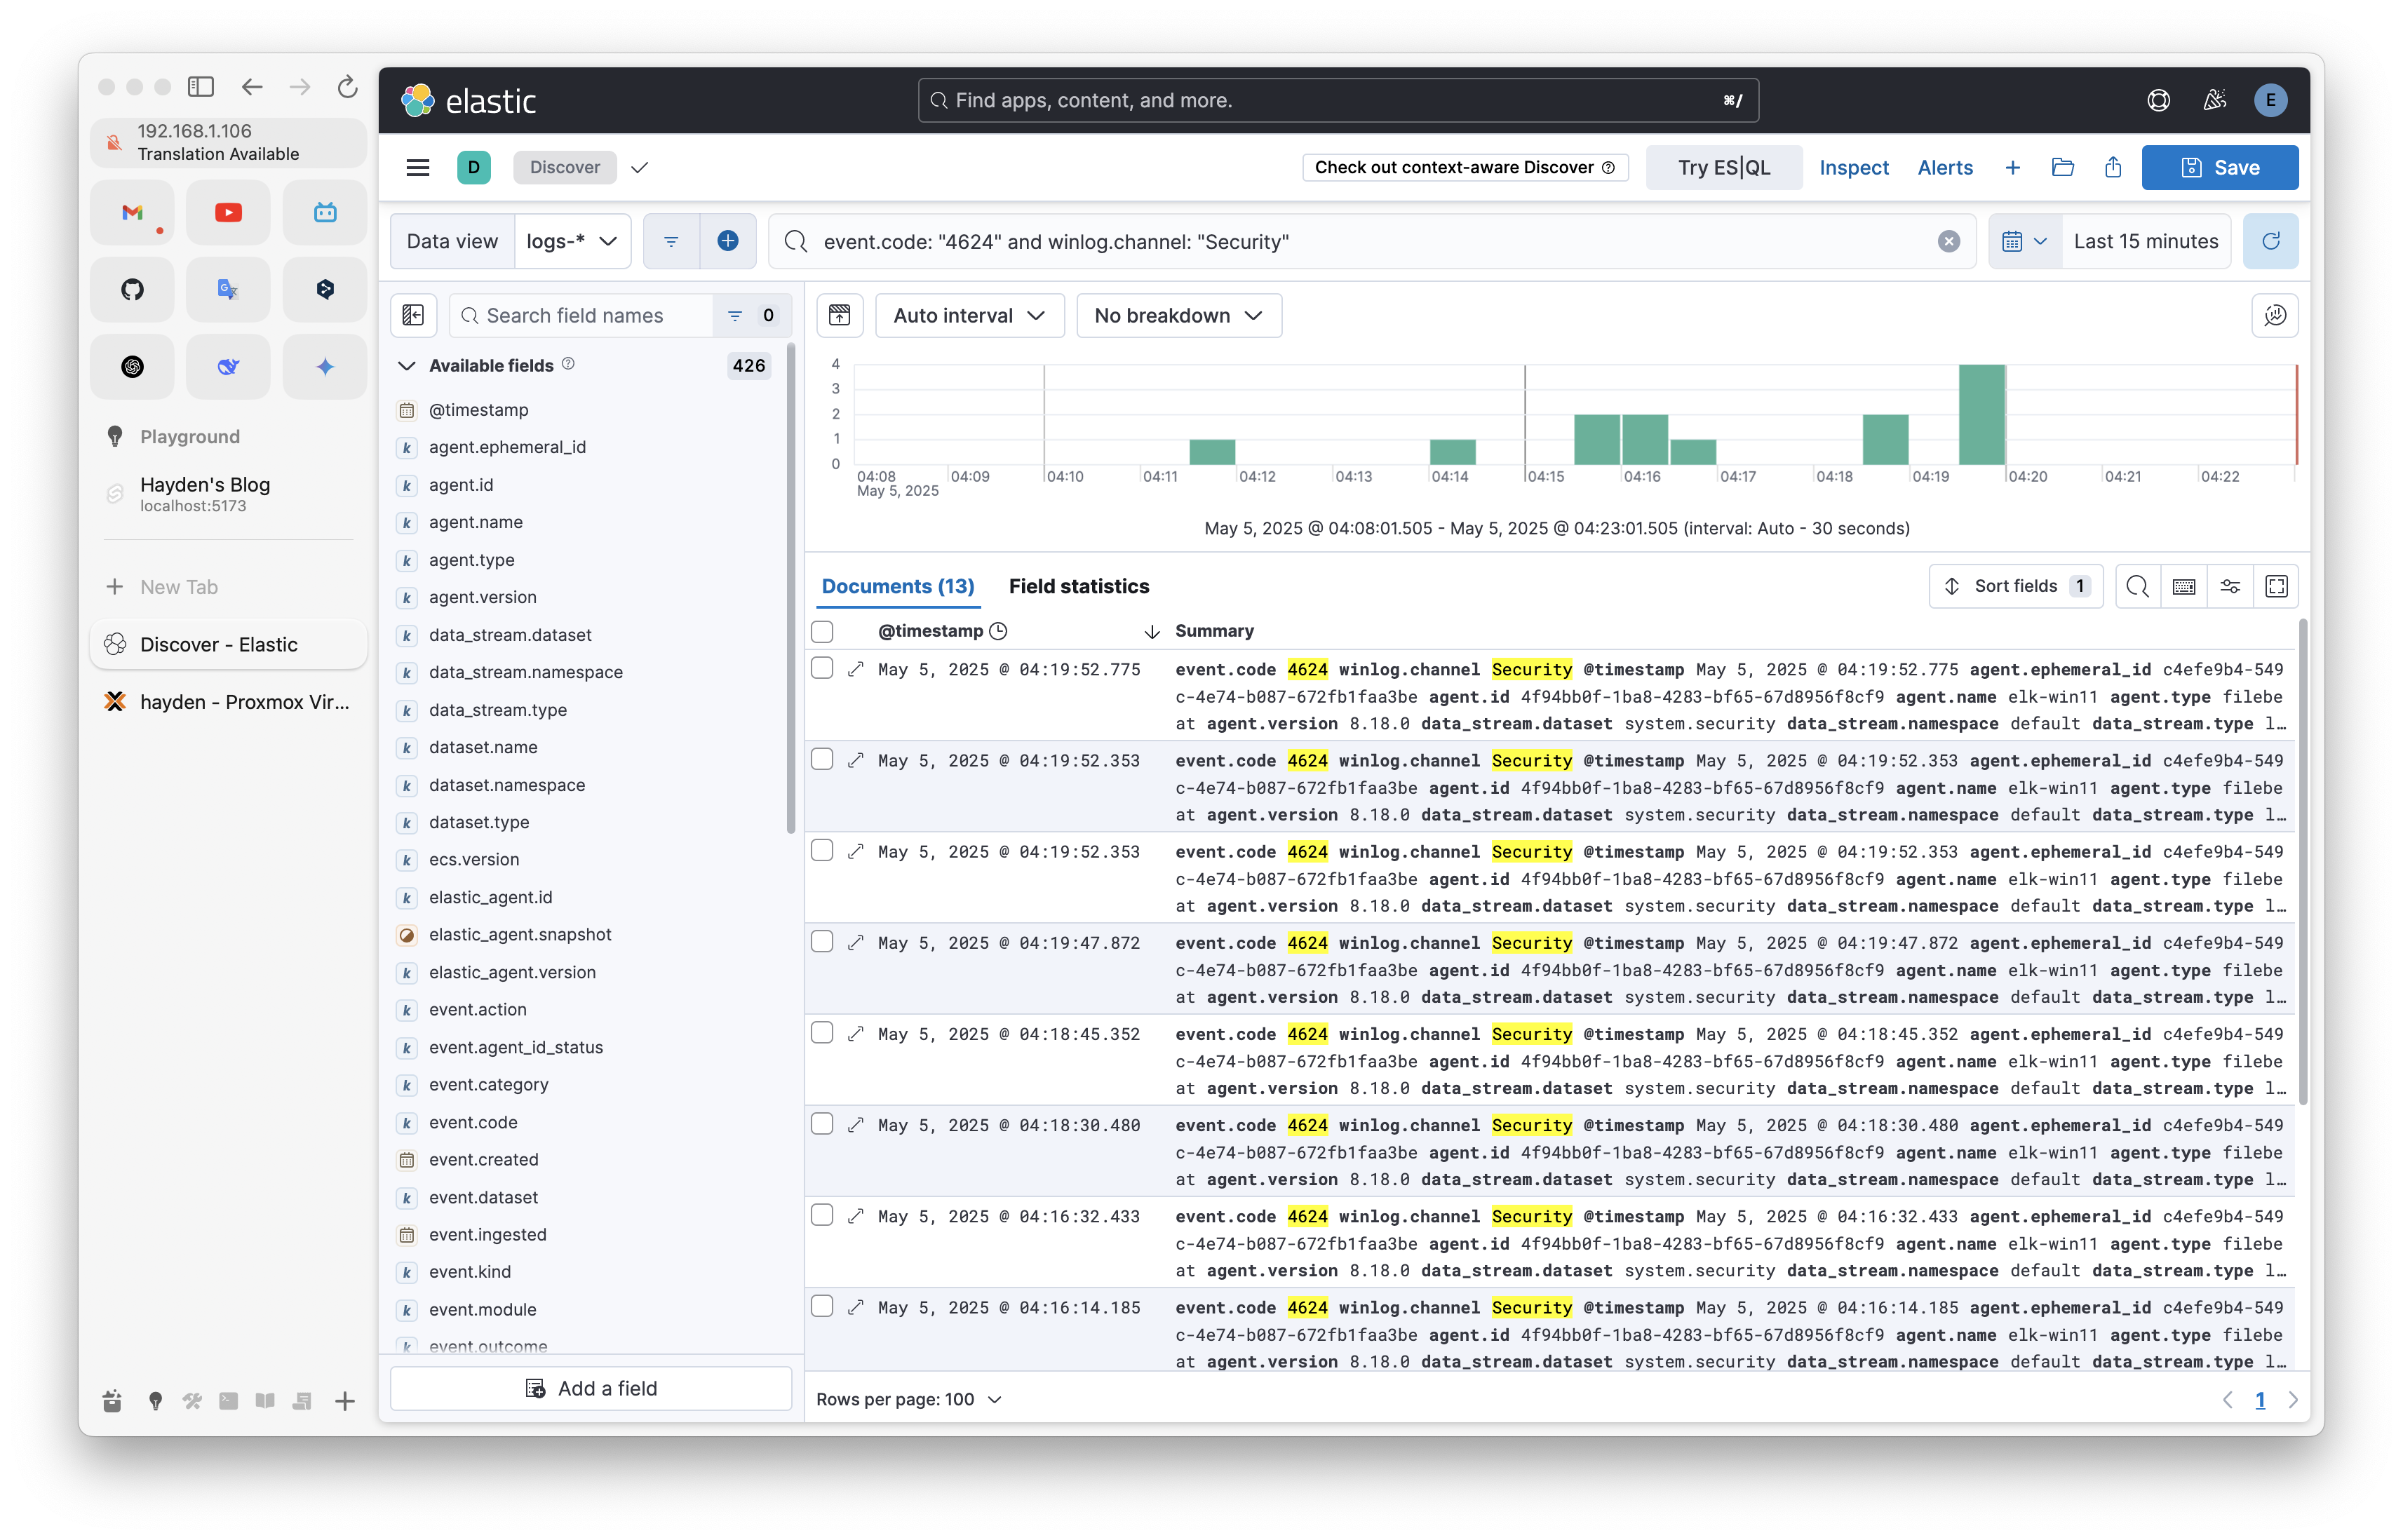 192.168.1.106
Translation Available
Playground
Hayden's Blog
localhost:5173
New Tab
Discover - Elastic
hayden - Proxmox Vir...
elastic
Find apps, content, and more.
⌘/
E
D
Discover
Check out context-aware Discover
Try ES|QL
Inspect
Alerts
Save
Data view
logs-*
event.code: "4624" and winlog.channel: "Security"
Last 15 minutes
Search field names
0
Available fields
426
@timestamp
k agent.ephemeral_id
k agent.id
k agent.name
k agent.type
k agent.version
k data_stream.dataset
k data_stream.namespace
k data_stream.type
k dataset.name
k dataset.namespace
k dataset.type
k ecs.version
k elastic_agent.id
elastic_agent.snapshot
k elastic_agent.version
k event.action
k event.agent_id_status
k event.category
k event.code
event.created
k event.dataset
event.ingested
k event.kind
k event.module
k event.outcome
Add a field
Auto interval
No breakdown
4
3
2
1
0
04:08 04:09 04:10 04:11 04:12 04:13 04:14 04:15 04:16 04:17 04:18 04:19 04:20 04:21 04:22
May 5, 2025
May 5, 2025 @ 04:08:01.505 - May 5, 2025 @ 04:23:01.505 (interval: Auto - 30 seconds)
Documents (13)
Field statistics
Sort fields 1
@timestamp
Summary
May 5, 2025 @ 04:19:52.775 event.code 4624 winlog.channel Security @timestamp May 5, 2025 @ 04:19:52.775 agent.ephemeral_id c4efe9b4-549
c-4e74-b087-672fb1faa3be agent.id 4f94bb0f-1ba8-4283-bf65-67d8956f8cf9 agent.name elk-win11 agent.type filebe
at agent.version 8.18.0 data_stream.dataset system.security data_stream.namespace default data_stream.type l…
May 5, 2025 @ 04:19:52.353 event.code 4624 winlog.channel Security @timestamp May 5, 2025 @ 04:19:52.353 agent.ephemeral_id c4efe9b4-549
c-4e74-b087-672fb1faa3be agent.id 4f94bb0f-1ba8-4283-bf65-67d8956f8cf9 agent.name elk-win11 agent.type filebe
at agent.version 8.18.0 data_stream.dataset system.security data_stream.namespace default data_stream.type l…
May 5, 2025 @ 04:19:52.353 event.code 4624 winlog.channel Security @timestamp May 5, 2025 @ 04:19:52.353 agent.ephemeral_id c4efe9b4-549
c-4e74-b087-672fb1faa3be agent.id 4f94bb0f-1ba8-4283-bf65-67d8956f8cf9 agent.name elk-win11 agent.type filebe
at agent.version 8.18.0 data_stream.dataset system.security data_stream.namespace default data_stream.type l…
May 5, 2025 @ 04:19:47.872 event.code 4624 winlog.channel Security @timestamp May 5, 2025 @ 04:19:47.872 agent.ephemeral_id c4efe9b4-549
c-4e74-b087-672fb1faa3be agent.id 4f94bb0f-1ba8-4283-bf65-67d8956f8cf9 agent.name elk-win11 agent.type filebe
at agent.version 8.18.0 data_stream.dataset system.security data_stream.namespace default data_stream.type l…
May 5, 2025 @ 04:18:45.352 event.code 4624 winlog.channel Security @timestamp May 5, 2025 @ 04:18:45.352 agent.ephemeral_id c4efe9b4-549
c-4e74-b087-672fb1faa3be agent.id 4f94bb0f-1ba8-4283-bf65-67d8956f8cf9 agent.name elk-win11 agent.type filebe
at agent.version 8.18.0 data_stream.dataset system.security data_stream.namespace default data_stream.type l…
May 5, 2025 @ 04:18:30.480 event.code 4624 winlog.channel Security @timestamp May 5, 2025 @ 04:18:30.480 agent.ephemeral_id c4efe9b4-549
c-4e74-b087-672fb1faa3be agent.id 4f94bb0f-1ba8-4283-bf65-67d8956f8cf9 agent.name elk-win11 agent.type filebe
at agent.version 8.18.0 data_stream.dataset system.security data_stream.namespace default data_stream.type l…
May 5, 2025 @ 04:16:32.433 event.code 4624 winlog.channel Security @timestamp May 5, 2025 @ 04:16:32.433 agent.ephemeral_id c4efe9b4-549
c-4e74-b087-672fb1faa3be agent.id 4f94bb0f-1ba8-4283-bf65-67d8956f8cf9 agent.name elk-win11 agent.type filebe
at agent.version 8.18.0 data_stream.dataset system.security data_stream.namespace default data_stream.type l…
May 5, 2025 @ 04:16:14.185 event.code 4624 winlog.channel Security @timestamp May 5, 2025 @ 04:16:14.185 agent.ephemeral_id c4efe9b4-549
c-4e74-b087-672fb1faa3be agent.id 4f94bb0f-1ba8-4283-bf65-67d8956f8cf9 agent.name elk-win11 agent.type filebe
at agent.version 8.18.0 data_stream.dataset system.security data_stream.namespace default data_stream.type l…
Rows per page: 100
1